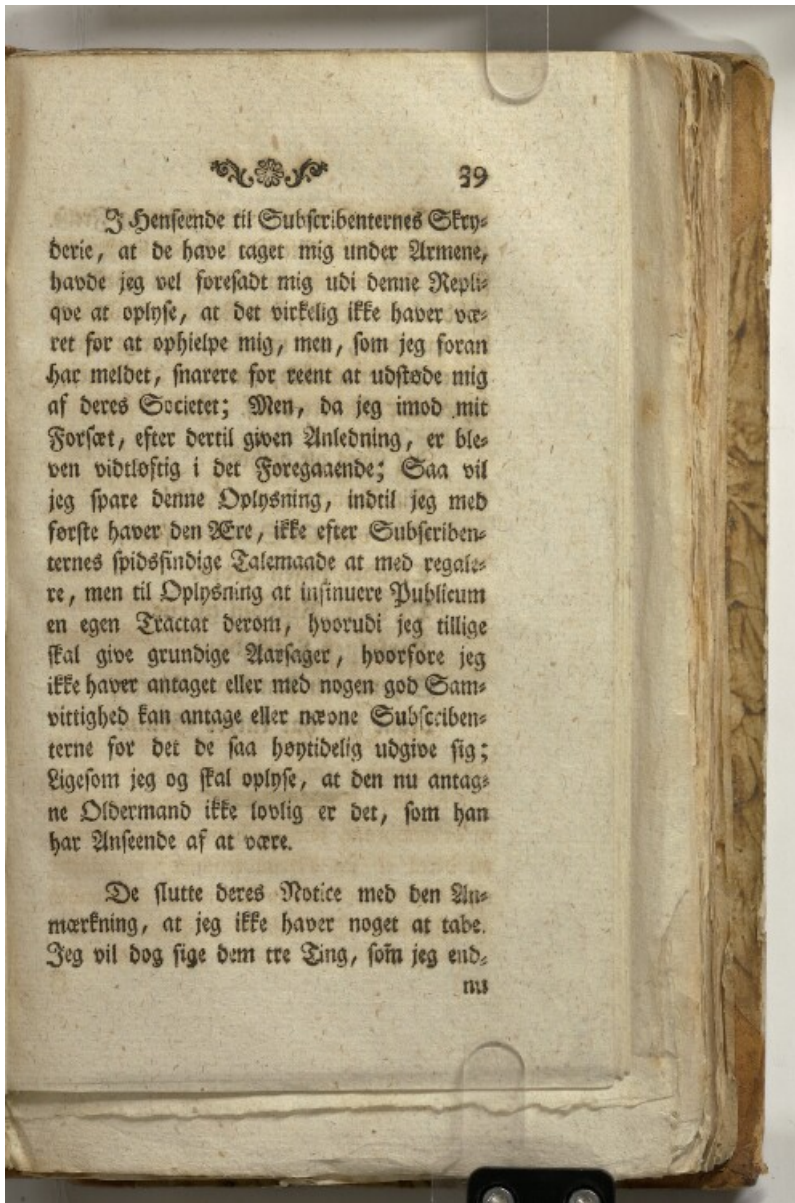 39
I Henseende til Subscribenternes Skry-
derie, at de have taget mig under Armene,
havde jeg vel foresadt mig udi denne Repli-
qve at oplyse, at det virkelig ikke haver væ-
ret for at ophielpe mig, men, som jeg foran
har meldet, snarere for reent at udstøde mig
af deres Societet; Men, da jeg imod mit
Forsæt, efter dertil given Anledning, er ble-
ven vidtløftig i det Foregaaende; Saa vil
jeg spare denne Oplysning, indtil jeg med
første haver den Ære, ikke efter Subscriben-
ternes spidsfindige Talemaade at med regale-
re, men til Oplysning at insinuere Publicum
en egen Tractat derom, hvorudi jeg tillige
skal give grundige Aarsager, hvorfore jeg
ikke haver antaget eller med nogen god Sam-
vittighed kan antage eller nævne Subscriben-
terne for det de saa høytidelig udgive sig;
Ligesom jeg og skal oplyse, at den nu antag-
ne Oldermand ikke lovlig er det, som han
har Anseende af at være.
De slutte deres Notice med den An-
mærkning, at jeg ikke haver noget at tabe.
Jeg vil dog sige dem tre Ting, som̃ jeg end-
nu